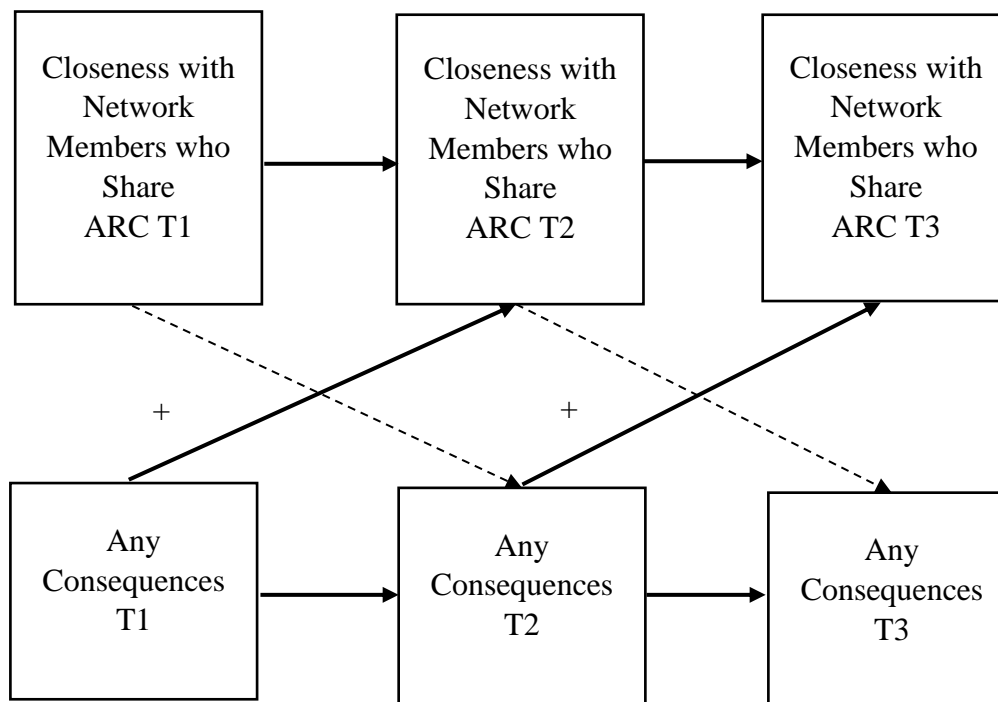 Closeness with
Network
Members who
Share
ARC T1
Closeness with
Network
Members who
Share
ARC T2
Closeness with
Network
Members who
Share
ARC T3
+
+
Any
Consequences
T1
Any
Consequences
T2
Any
Consequences
T3